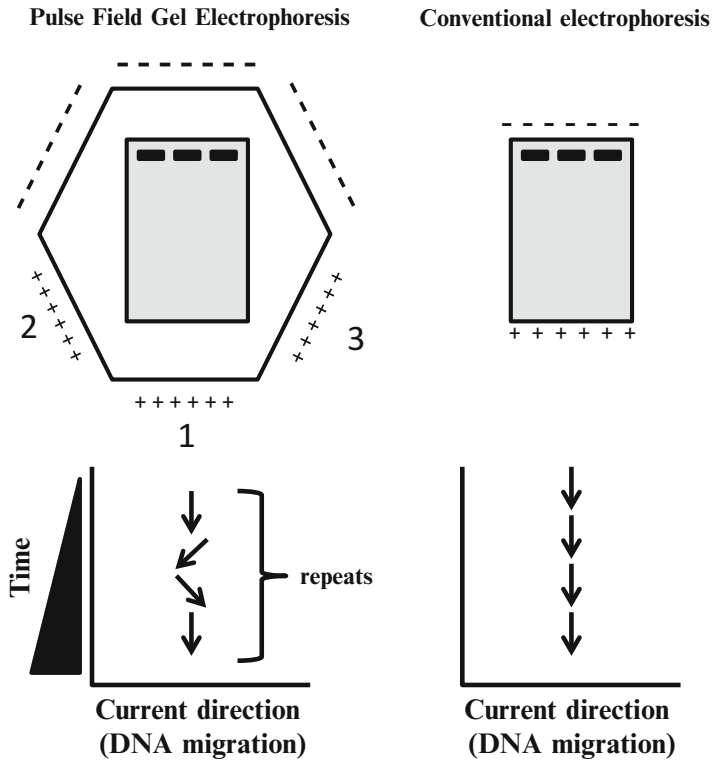 Pulse Field Gel Electrophoresis
Conventional electrophoresis
- - - - - - - -
- - - - - - - -
- - - - - - - -
- - - - - - -
+ + + + + +
2
+ + + + + +
3
+ + + + + +
1
+ + + + + +
Time
repeats
Current direction
(DNA migration)
Current direction
(DNA migration)